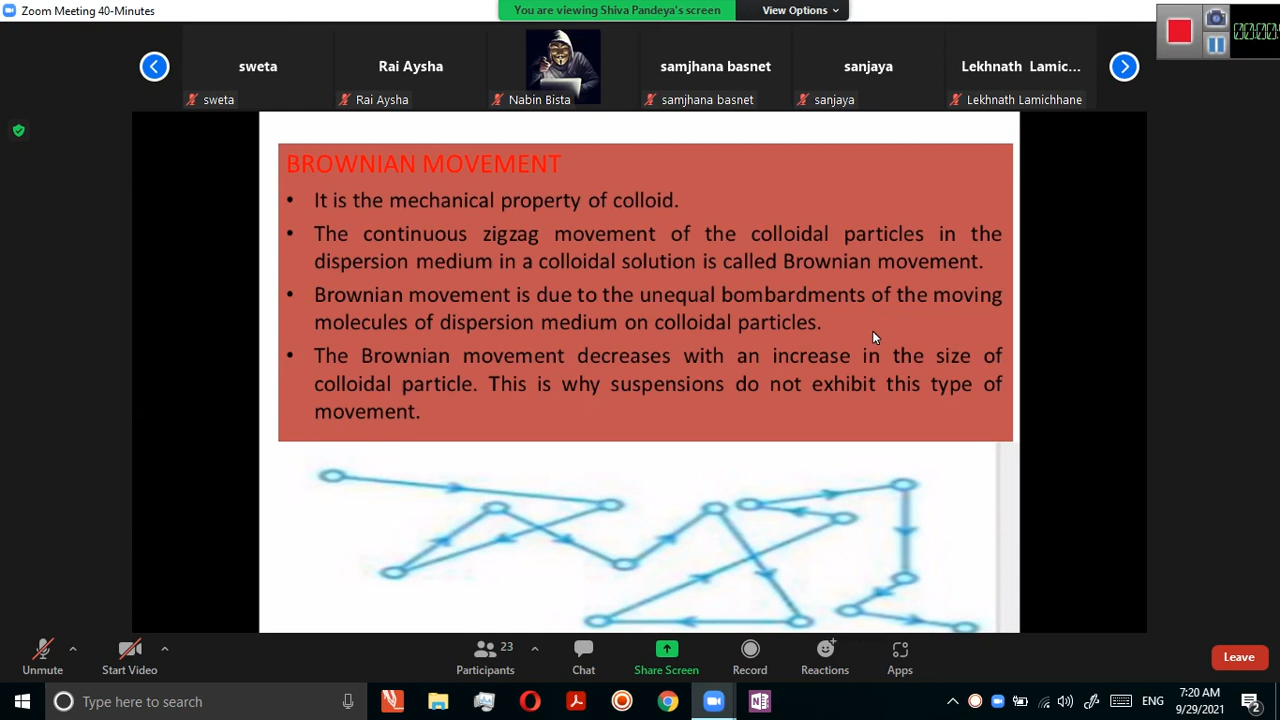 Zoom Meeting 40-Minutes
You are viewing Shiva Pandeya's screen
View Options
sweta
Rai Aysha
samjhana basnet
sanjaya
Lekhnath Lamic...
sweta
Rai Aysha
Nabin Bista
samjhana basnet
sanjaya
Lekhnath Lamichhane
BROWNIAN MOVEMENT
• It is the mechanical property of colloid.
• The continuous zigzag movement of the colloidal particles in the
dispersion medium in a colloidal solution is called Brownian movement.
• Brownian movement is due to the unequal bombardments of the moving
molecules of dispersion medium on colloidal particles.
• The Brownian movement decreases with an increase in the size of
colloidal particle. This is why suspensions do not exhibit this type of
movement.
Unmute
Start Video
23
Participants
Chat
Share Screen
Record
Reactions
Apps
Leave
Type here to search
ENG
7:20 AM
9/29/2021
2